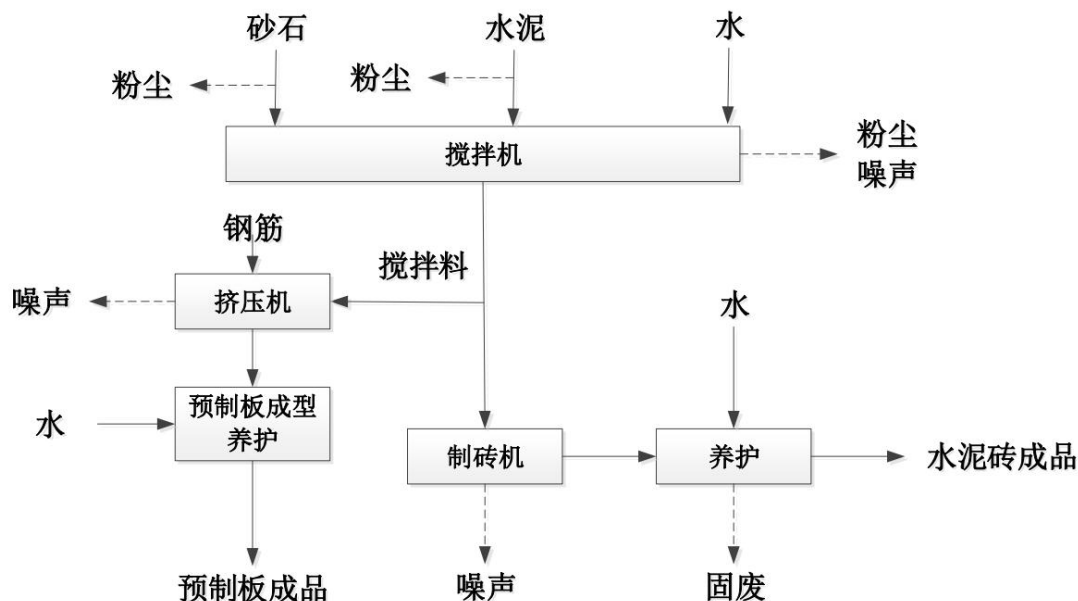 砂石
水泥
水
粉尘
粉尘
搅拌机
粉尘
噪声
钢筋
搅拌料
噪声
挤压机
水
预制板成型
养护
水
制砖机
养护
水泥砖成品
预制板成品
噪声
固废